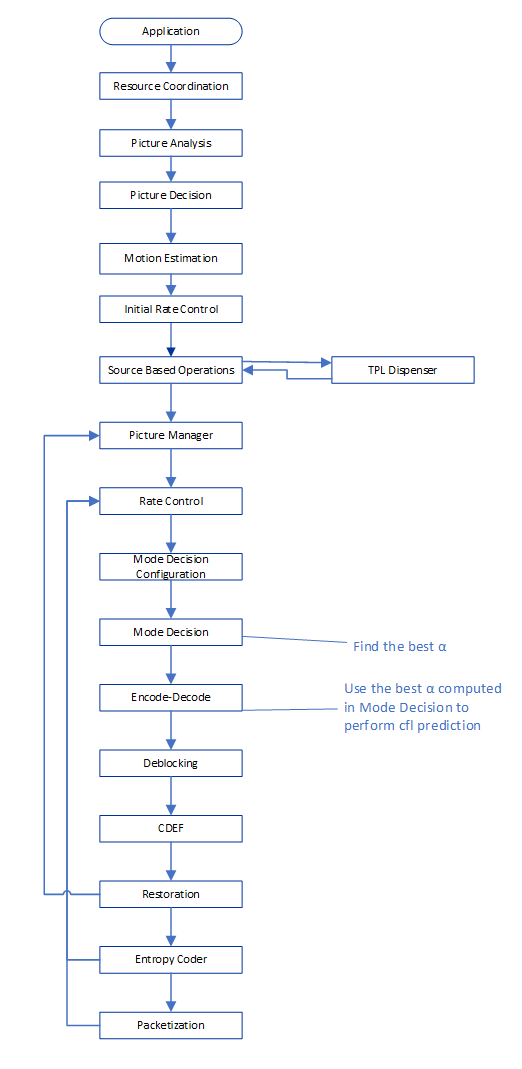 Application
Resource Coordination
Picture Analysis
Picture Decision
Motion Estimation
Initial Rate Control
Source Based Operations
TPL Dispenser
Picture Manager
Rate Control
Mode Decision
Configuration
Mode Decision
Find the best α
Encode-Decode
Use the best α computed
in Mode Decision to
perform cfl prediction
Deblocking
CDEF
Restoration
Entropy Coder
Packetization